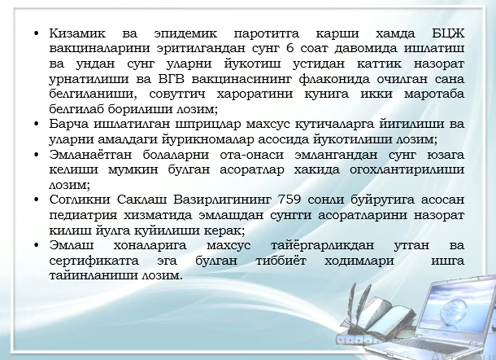 • Кизамик ва эпидемик паротитга карши хамда БЦЖ
вакциналарини эритилгандан сунг 6 соат давомида ишлатиш
ва ундан сунг уларни йукотиш устидан каттик назорат
урнатилиши ва ВГВ вакцинасининг флаконида очилган сана
белгиланиши, совутгич хароратини кунига икки маротаба
белгилаб борилиши лозим;
• Барча ишлатилган шприцлар махсус кутичаларга йигилиши ва
уларни амалдаги йурикномалар асосида йукотилиши лозим;
• Эмланаётган болаларни ота-онаси эмлангандан сунг юзага
келиши мумкин булган асоратлар хакида огохлантирилиши
лозим;
• Согликни Саклаш Вазирлигининг 759 сонли буйругига асосан
педиатрия хизматида эмлашдан сунгги асоратларини назорат
килиш йулга куйилиши керак;
• Эмлаш хоналарига махсус тайёргарликдан утган ва
сертификатга эга булган тиббиёт ходимлари ишга
тайинланиши лозим.